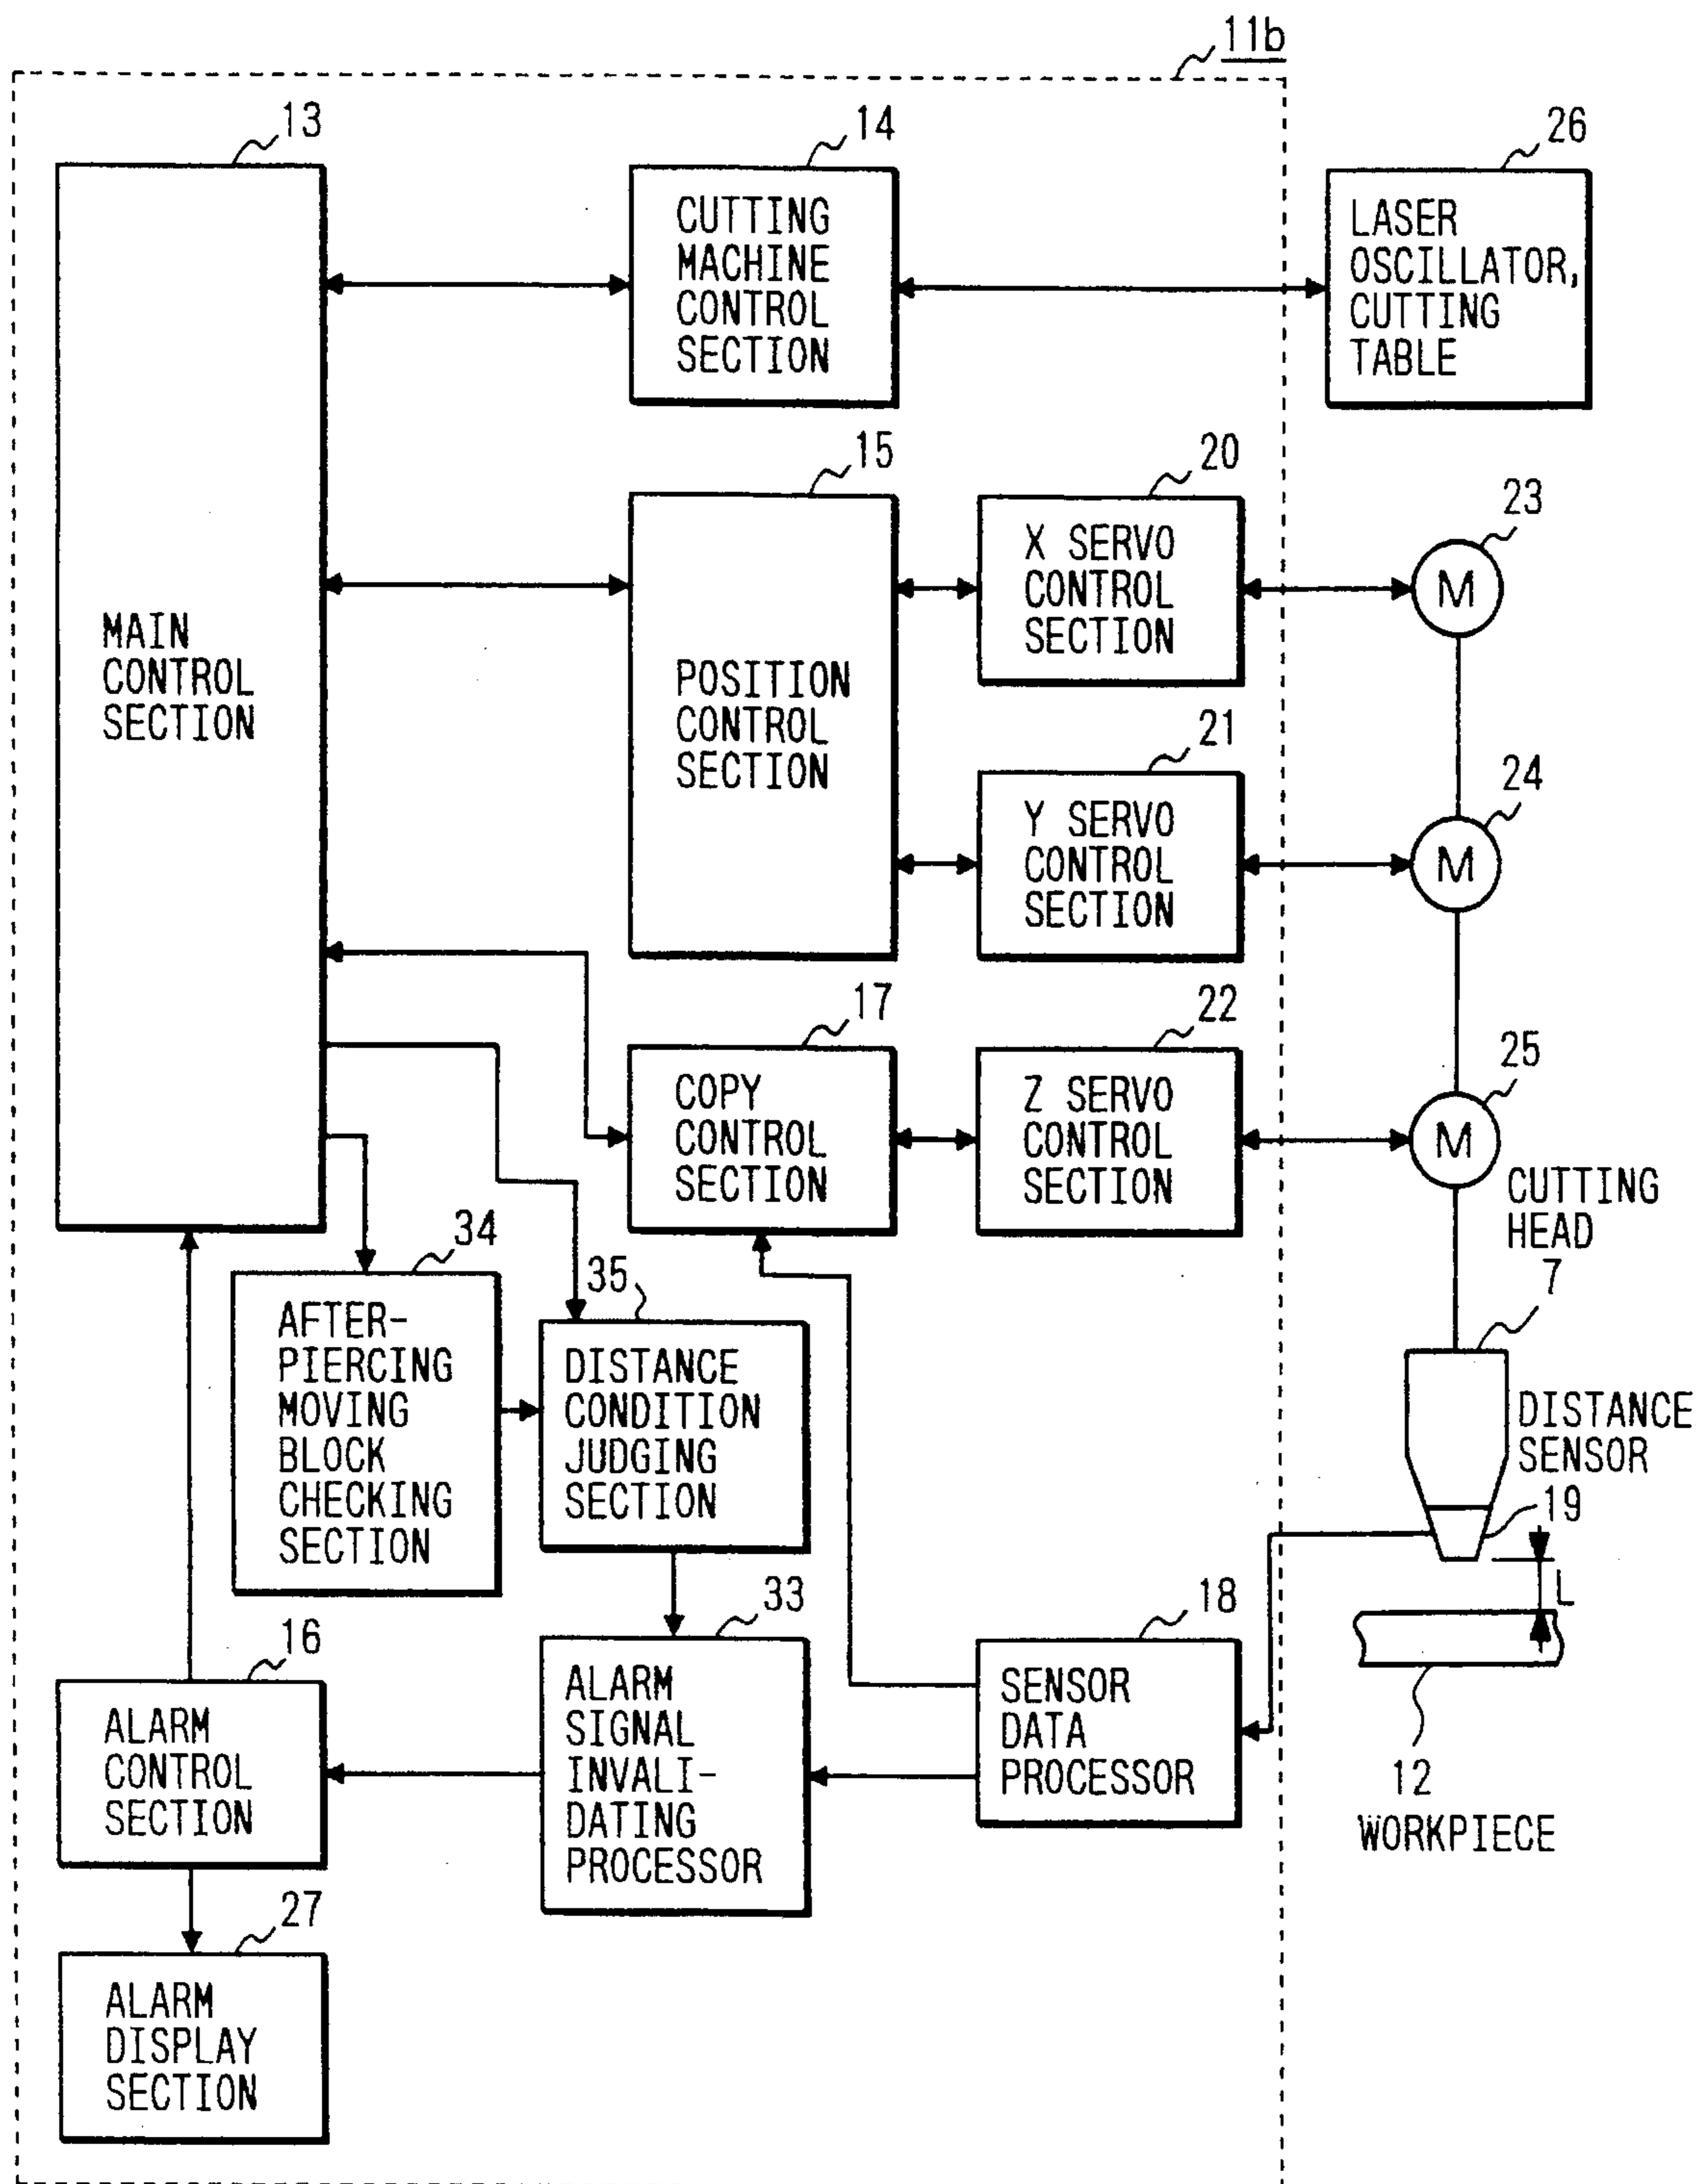 11b
13
14
26
MAIN
CONTROL
SECTION
CUTTING
MACHINE
CONTROL
SECTION
LASER
OSCILLATOR,
CUTTING
TABLE
15
20
23
POSITION
CONTROL
SECTION
X SERVO
CONTROL
SECTION
M
21
24
Y SERVO
CONTROL
SECTION
M
17
22
25
COPY
CONTROL
SECTION
Z SERVO
CONTROL
SECTION
M
CUTTING
HEAD
7
34
35
AFTER-
PIERCING
MOVING
BLOCK
CHECKING
SECTION
DISTANCE
CONDITION
JUDGING
SECTION
DISTANCE
SENSOR
19
L
16
33
18
ALARM
CONTROL
SECTION
ALARM
SIGNAL
INVALI-
DATING
PROCESSOR
SENSOR
DATA
PROCESSOR
12
WORKPIECE
27
ALARM
DISPLAY
SECTION